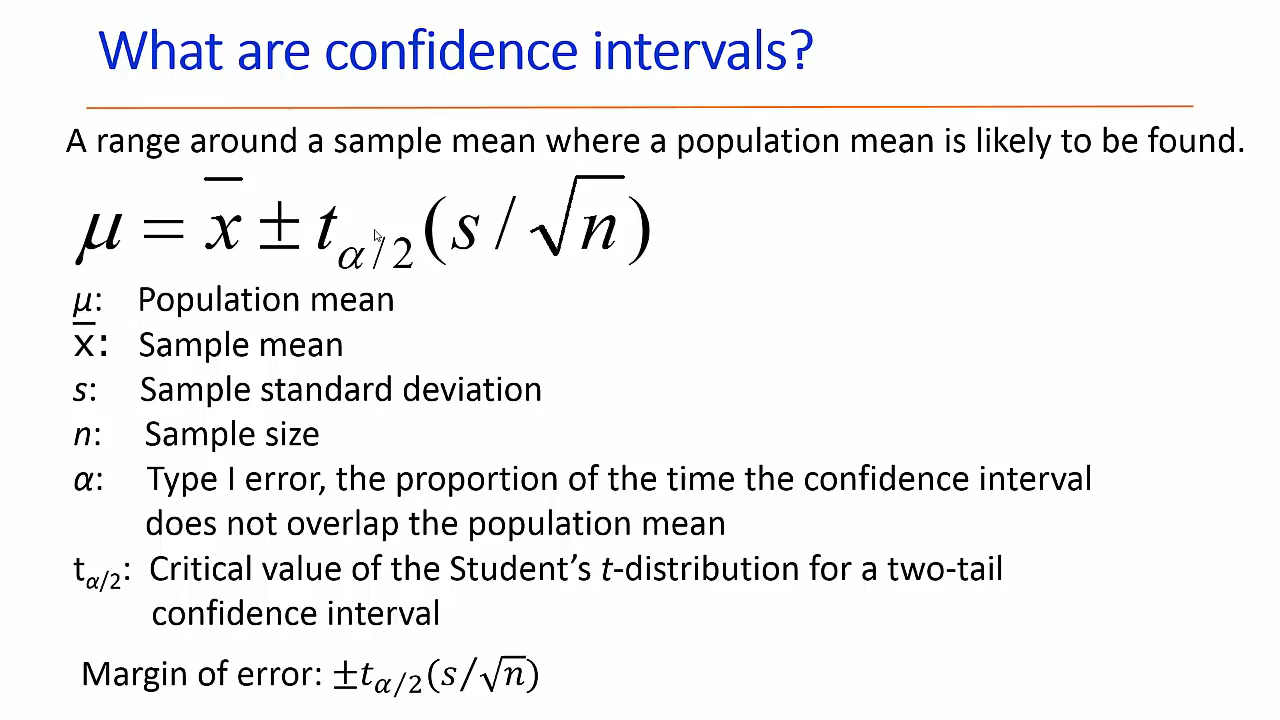 What are confidence intervals?
A range around a sample mean where a population mean is likely to be found.
μ = x̅ ± tα/2 (s/√n)
μ: Population mean
x̅: Sample mean
s: Sample standard deviation
n: Sample size
α: Type I error, the proportion of the time the confidence interval
does not overlap the population mean
tα/2: Critical value of the Student’s t-distribution for a two-tail
confidence interval
Margin of error: ±tα/2(s/√n)